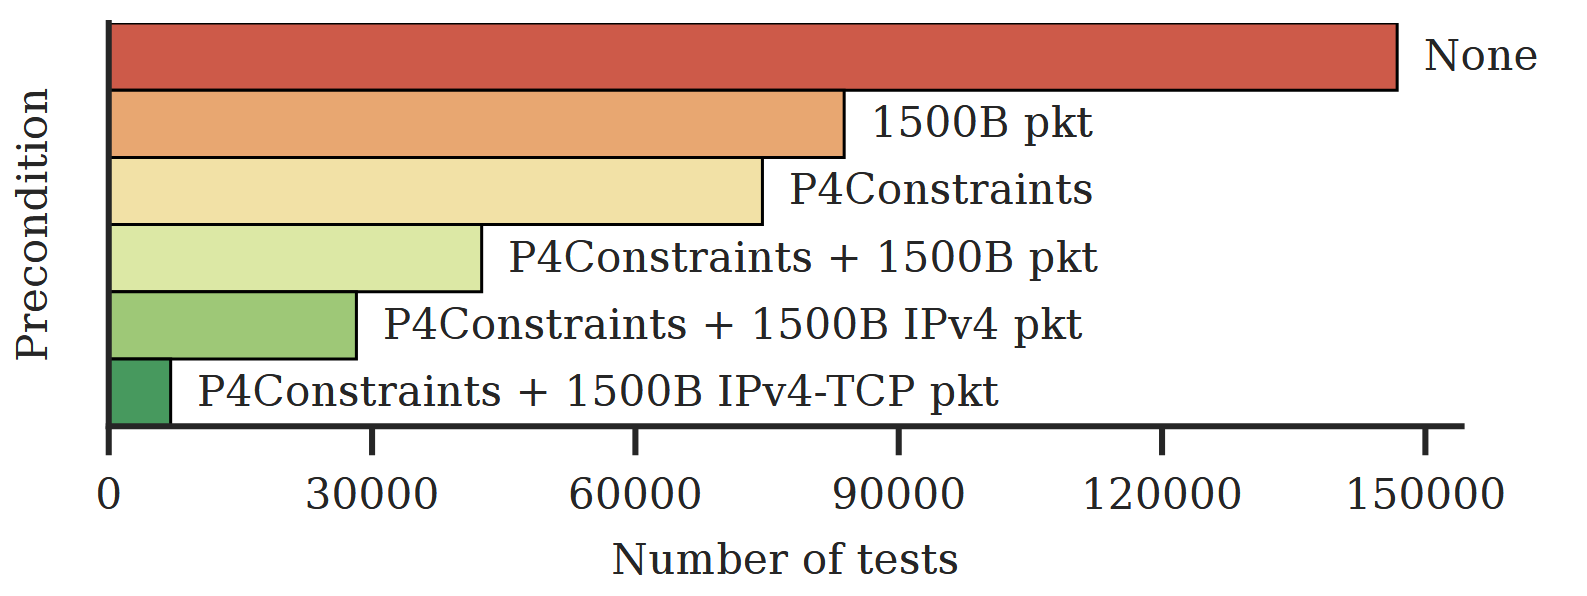 Precondition
None
1500B pkt
P4Constraints
P4Constraints + 1500B pkt
P4Constraints + 1500B IPv4 pkt
P4Constraints + 1500B IPv4-TCP pkt
0 30000 60000 90000 120000 150000
Number of tests